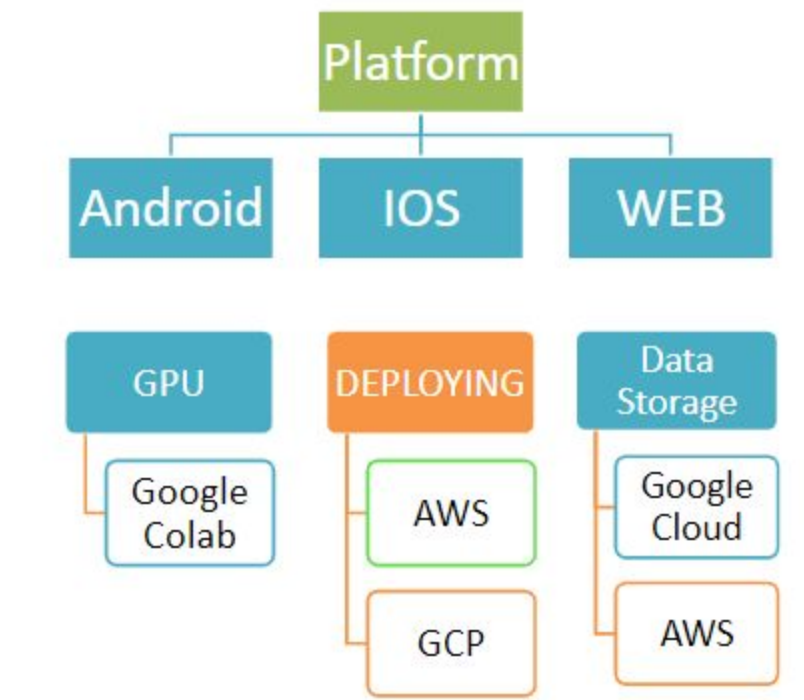 Platform
Android
IOS
WEB
GPU
Google
Colab
DEPLOYING
AWS
GCP
Data
Storage
Google
Cloud
AWS